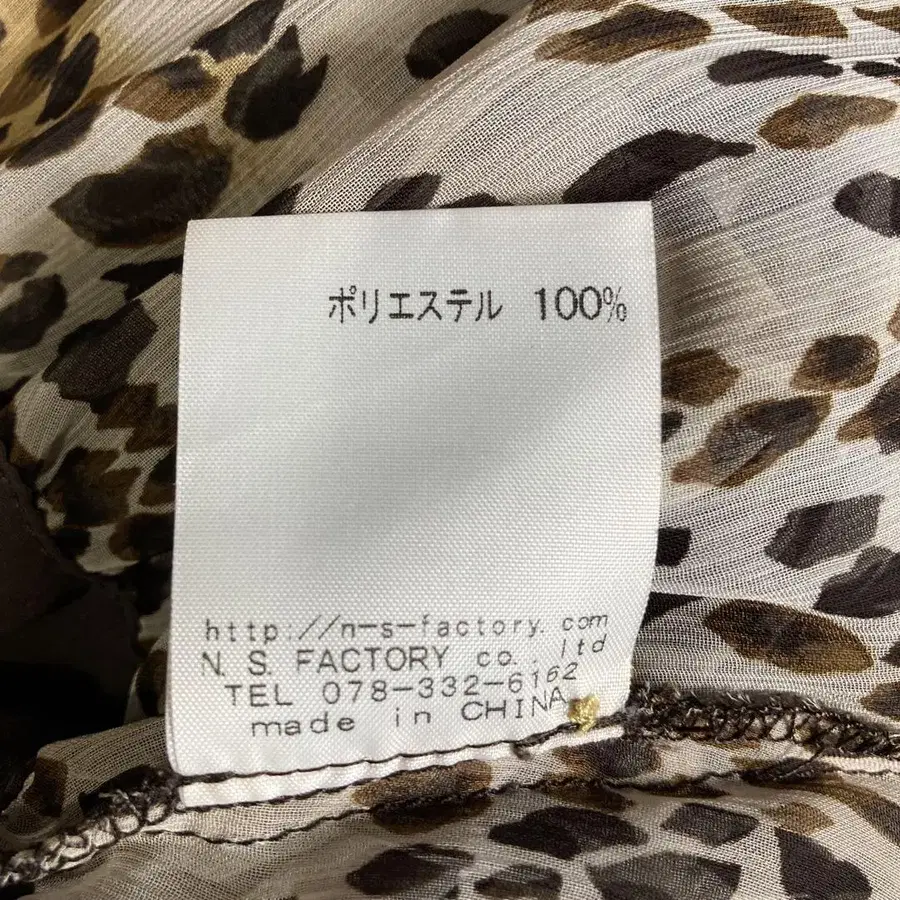 ポリエステル 100%
http://n-s-factory.com
N. S. FACTORY co.,ltd
TEL 078-332-6162
made in CHINA